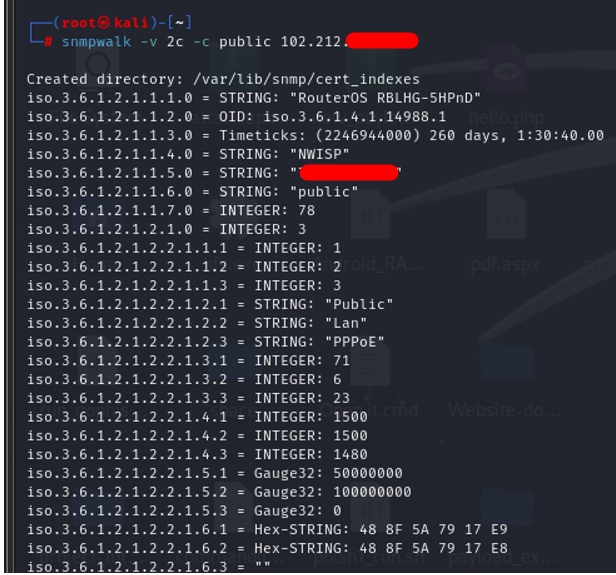 ┌──(root㉿kali)-[~]
└─# snmpwalk -v 2c -c public 102.212.
Created directory: /var/lib/snmp/cert_indexes
iso.3.6.1.2.1.1.1.0 = STRING: "RouterOS RBLHG-5HPnD"
iso.3.6.1.2.1.1.2.0 = OID: iso.3.6.1.4.1.14988.1
iso.3.6.1.2.1.1.3.0 = Timeticks: (2246944000) 260 days, 1:30:40.00
iso.3.6.1.2.1.1.4.0 = STRING: "NWISP"
iso.3.6.1.2.1.1.5.0 = STRING: "
iso.3.6.1.2.1.1.6.0 = STRING: "public"
iso.3.6.1.2.1.1.7.0 = INTEGER: 78
iso.3.6.1.2.1.2.1.0 = INTEGER: 3
iso.3.6.1.2.1.2.2.1.1.1 = INTEGER: 1
iso.3.6.1.2.1.2.2.1.1.2 = INTEGER: 2
iso.3.6.1.2.1.2.2.1.1.3 = INTEGER: 3
iso.3.6.1.2.1.2.2.1.2.1 = STRING: "Public"
iso.3.6.1.2.1.2.2.1.2.2 = STRING: "Lan"
iso.3.6.1.2.1.2.2.1.2.3 = STRING: "PPPoE"
iso.3.6.1.2.1.2.2.1.3.1 = INTEGER: 71
iso.3.6.1.2.1.2.2.1.3.2 = INTEGER: 6
iso.3.6.1.2.1.2.2.1.3.3 = INTEGER: 23
iso.3.6.1.2.1.2.2.1.4.1 = INTEGER: 1500
iso.3.6.1.2.1.2.2.1.4.2 = INTEGER: 1500
iso.3.6.1.2.1.2.2.1.4.3 = INTEGER: 1480
iso.3.6.1.2.1.2.2.1.5.1 = Gauge32: 50000000
iso.3.6.1.2.1.2.2.1.5.2 = Gauge32: 100000000
iso.3.6.1.2.1.2.2.1.5.3 = Gauge32: 0
iso.3.6.1.2.1.2.2.1.6.1 = Hex-STRING: 48 8F 5A 79 17 E9
iso.3.6.1.2.1.2.2.1.6.2 = Hex-STRING: 48 8F 5A 79 17 E8
iso.3.6.1.2.1.2.2.1.6.3 = ""
hello.php
pdf.aspx